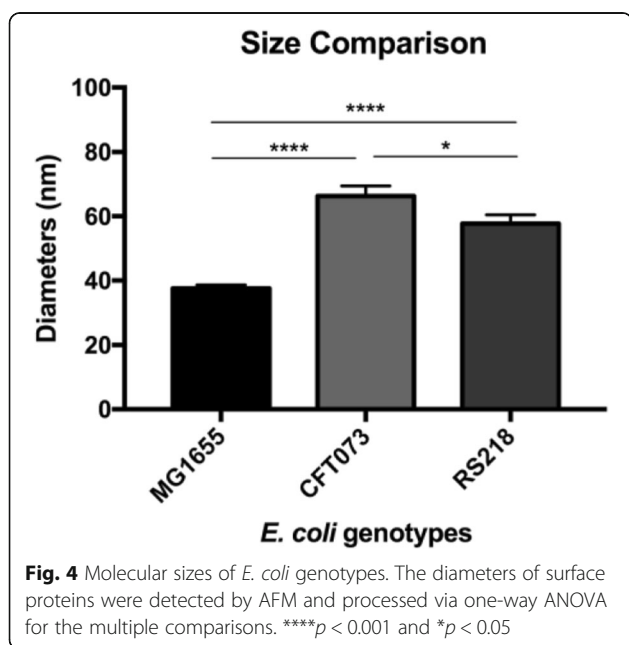 Size Comparison
100
80
60
40
20
0
Diameters (nm)
****
****
*
MG1655
CFT073
RS218
E. coli genotypes
Fig. 4 Molecular sizes of E. coli genotypes. The diameters of surface
proteins were detected by AFM and processed via one-way ANOVA
for the multiple comparisons. ****p < 0.001 and *p < 0.05